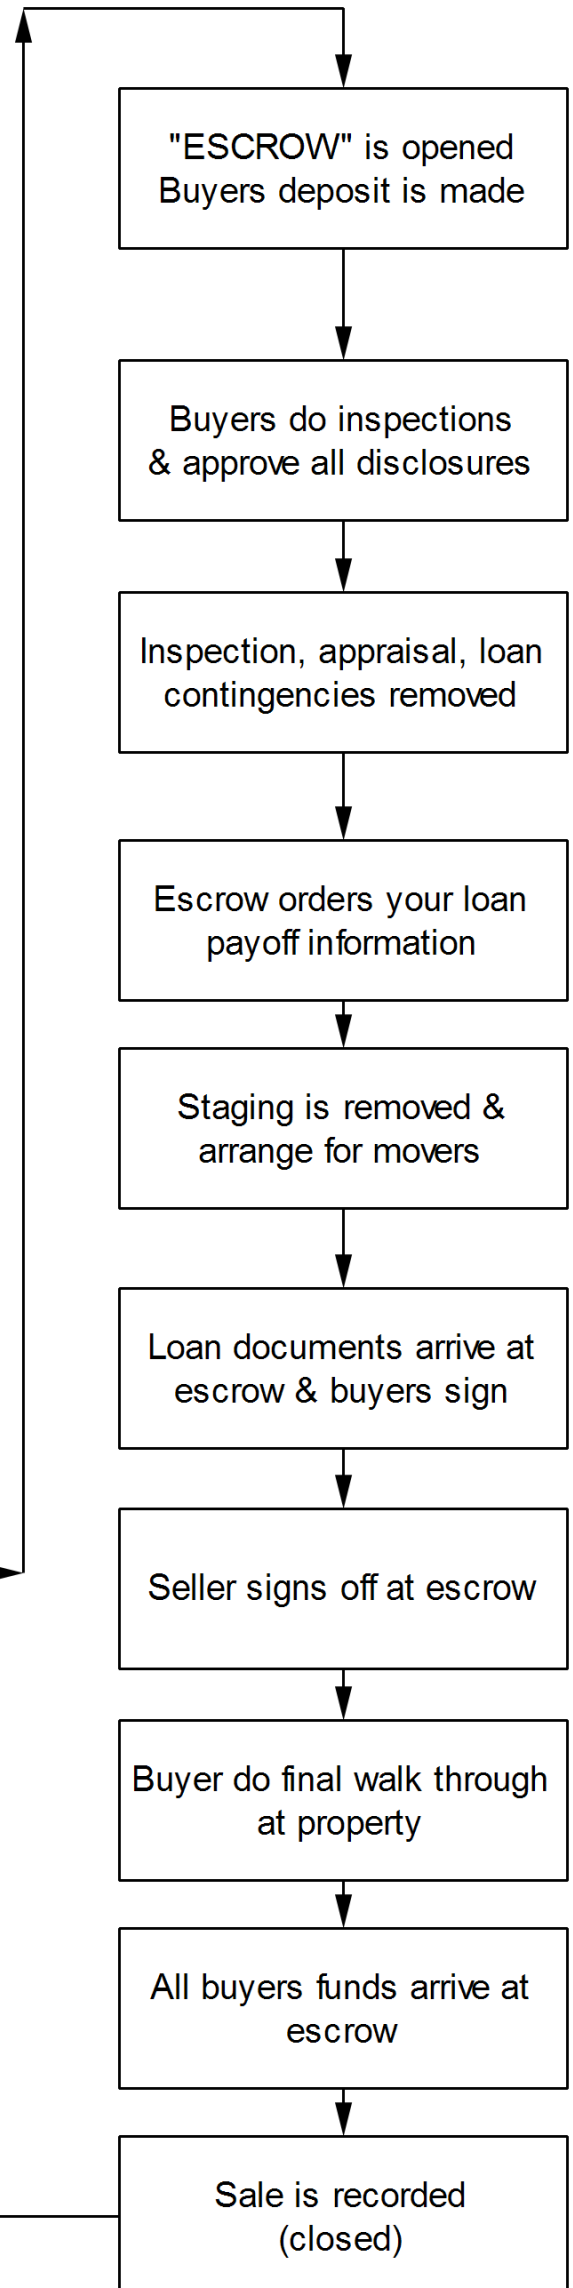 "ESCROW" is opened
Buyers deposit is made
Buyers do inspections
& approve all disclosures
Inspection, appraisal, loan
contingencies removed
Escrow orders your loan
payoff information
Staging is removed &
arrange for movers
Loan documents arrive at
escrow & buyers sign
Seller signs off at escrow
Buyer do final walk through
at property
All buyers funds arrive at
escrow
Sale is recorded
(closed)